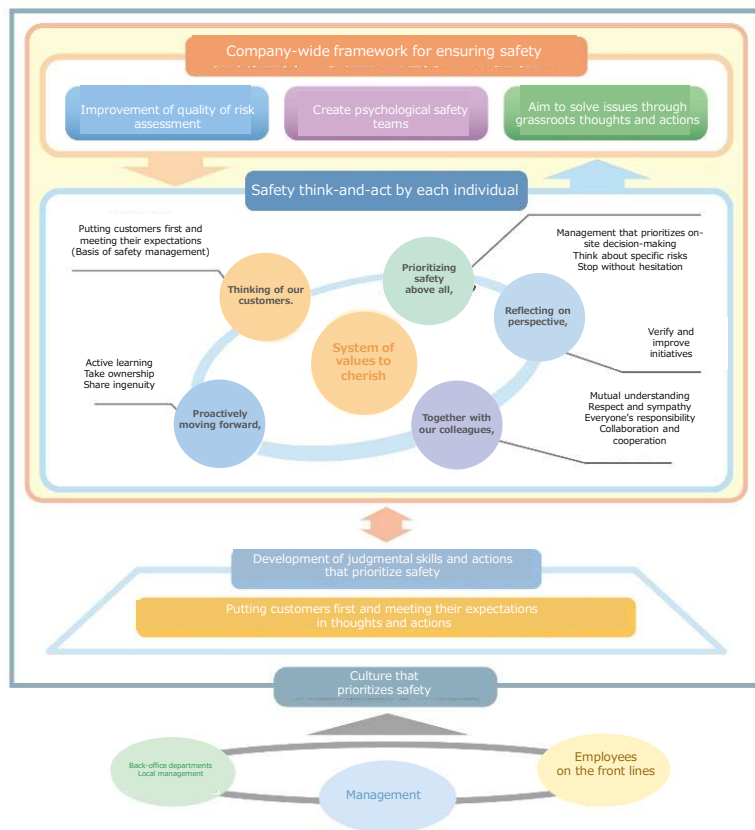 Company-wide framework for ensuring safety
Improvement of quality of risk
assessment
Create psychological safety
teams
Aim to solve issues through
grassroots thoughts and actions
Safety think-and-act by each individual
Putting customers first and
meeting their expectations
(Basis of safety management)
Management that prioritizes on-
site decision-making
Think about specific risks
Stop without hesitation
Thinking of our
customers.
Prioritizing
safety
above all,
Reflecting on
perspective,
System of
values to
cherish
Verify and
improve
initiatives
Active learning
Take ownership
Share ingenuity
Proactively
moving forward,
Together with
our colleagues,
Mutual understanding
Respect and sympathy
Everyone's responsibility
Collaboration and
cooperation
Development of judgmental skills and actions
that prioritize safety
Putting customers first and meeting their expectations
in thoughts and actions
Culture that
prioritizes safety
Back-office departments
Local management
Management
Employees
on the front lines